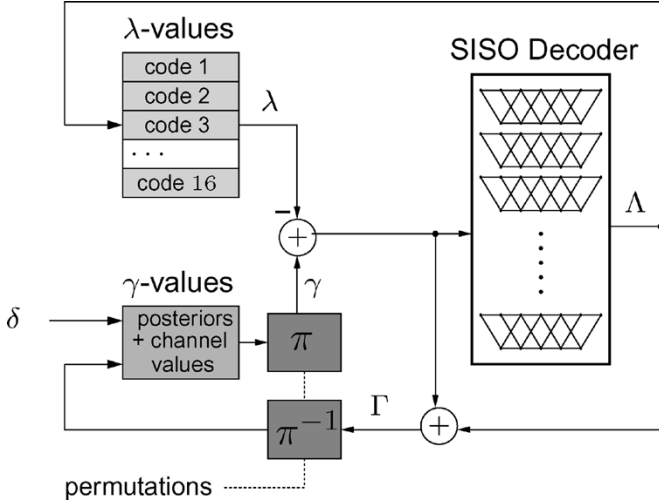 λ-values
SISO Decoder
code 1
code 2
code 3
. . .
code 16
λ
Λ
−
+
γ-values
γ
δ
posteriors
+ channel
values
π
π⁻¹
Γ
+
permutations